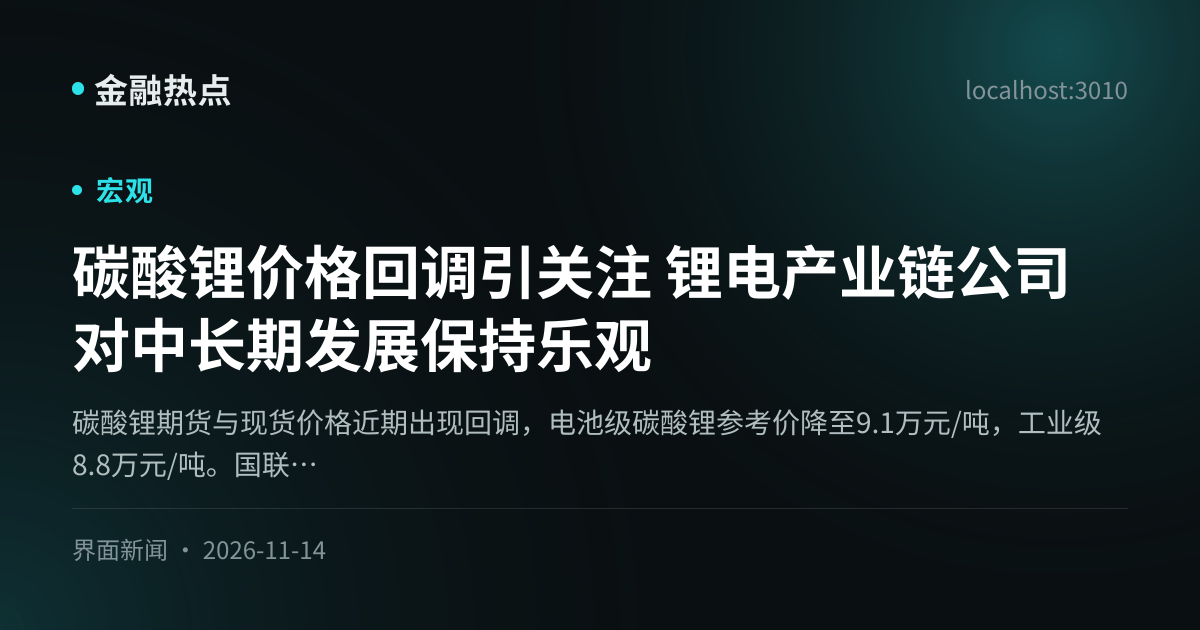 金融热点
localhost:3010
宏观
碳酸锂价格回调引关注 锂电产业链公司
对中长期发展保持乐观
碳酸锂期货与现货价格近期出现回调，电池级碳酸锂参考价降至9.1万元/吨，工业级
8.8万元/吨。国联…
界面新闻 · 2026-11-14